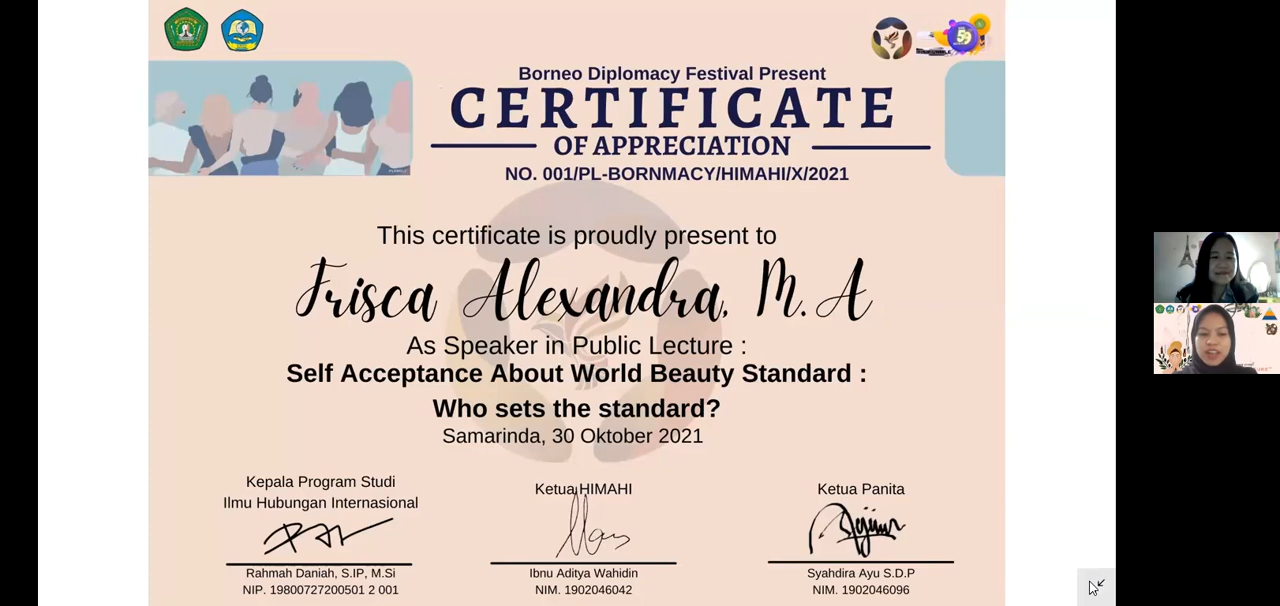 Borneo Diplomacy Festival Present
CERTIFICATE
OF APPRECIATION
NO. 001/PL-BORNMACY/HIMAHI/X/2021
This certificate is proudly present to
Frisca Alexandra, M.A
As Speaker in Public Lecture :
Self Acceptance About World Beauty Standard :
Who sets the standard?
Samarinda, 30 Oktober 2021
Kepala Program Studi
Ilmu Hubungan Internasional
Rahmah Daniah, S.IP, M.Si
NIP. 19800727200501 2 001
Ketua HIMAHI
Ibnu Aditya Wahidin
NIM. 1902046042
Ketua Panita
Syahdira Ayu S.D.P
NIM. 1902046096